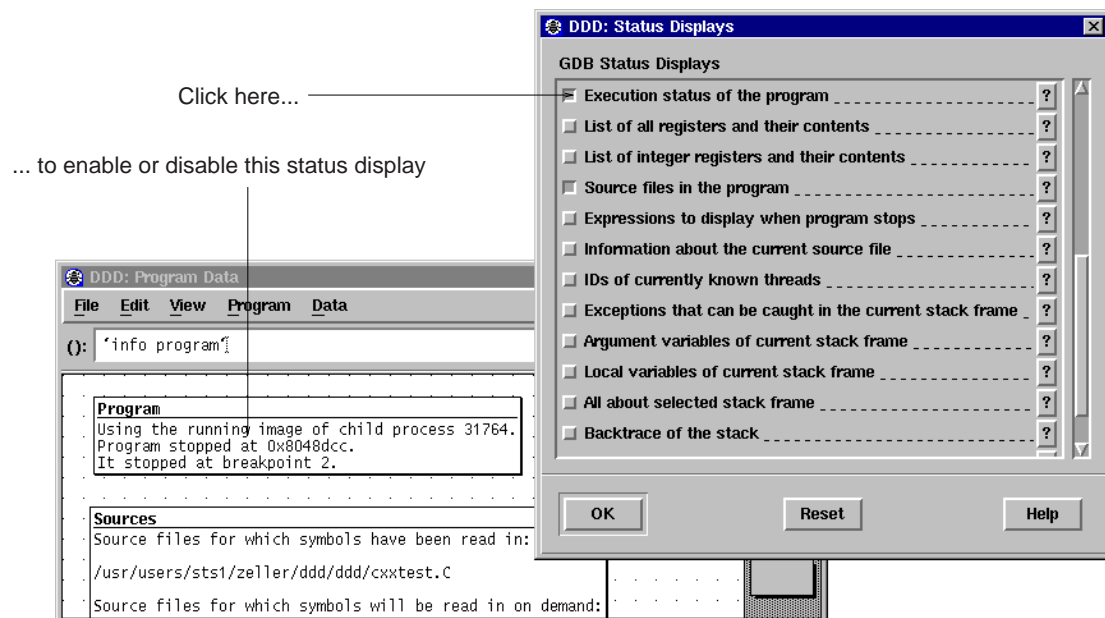 DDD: Status Displays
GDB Status Displays
Click here...
Execution status of the program ?
List of all registers and their contents ?
... to enable or disable this status display
List of integer registers and their contents ?
Source files in the program ?
Expressions to display when program stops ?
Information about the current source file ?
IDs of currently known threads ?
Exceptions that can be caught in the current stack frame ?
Argument variables of current stack frame ?
Local variables of current stack frame ?
All about selected stack frame ?
Backtrace of the stack ?
OK Reset Help
DDD: Program Data
File Edit View Program Data
(): ‘info program‘
Program
Using the running image of child process 31764.
Program stopped at 0x8048dcc.
It stopped at breakpoint 2.
Sources
Source files for which symbols have been read in:
/usr/users/sts1/zeller/ddd/ddd/cxxtest.C
Source files for which symbols will be read in on demand: